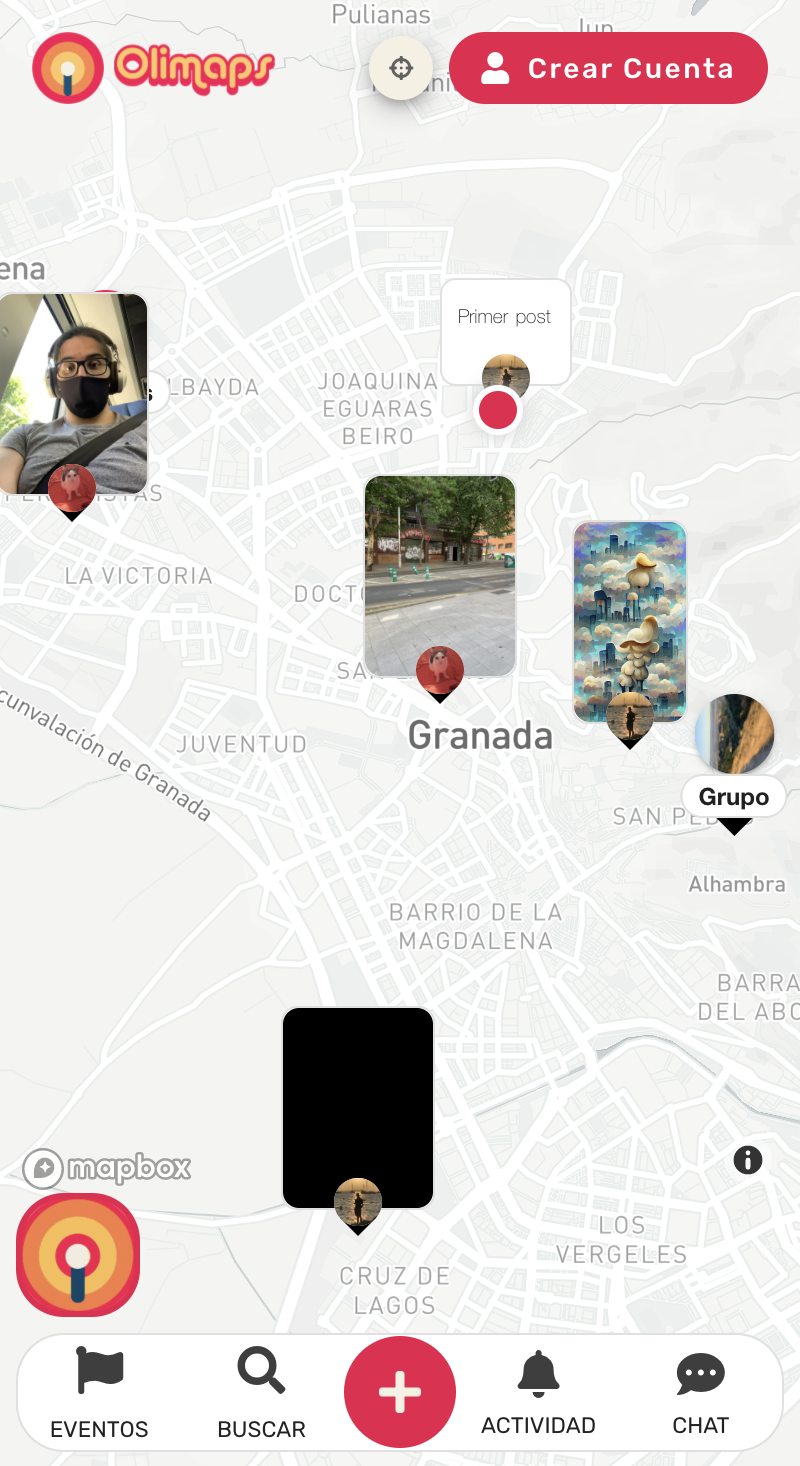 Pulianas
Jun
Olimaps
Crear Cuenta
ena
Primer post
LBAYDA
s
JOAQUINA
EGUARAS
BEIRO
LA VICTORIA
DOCTO
SA
Granada
cunvalación de Granada
JUVENTUD
Grupo
SAN PED
Alhambra
BARRIO DE LA
MAGDALENA
BARRA
DEL ABO
mapbox
LOS
VERGELES
CRUZ DE
LAGOS
EVENTOS
BUSCAR
ACTIVIDAD
CHAT